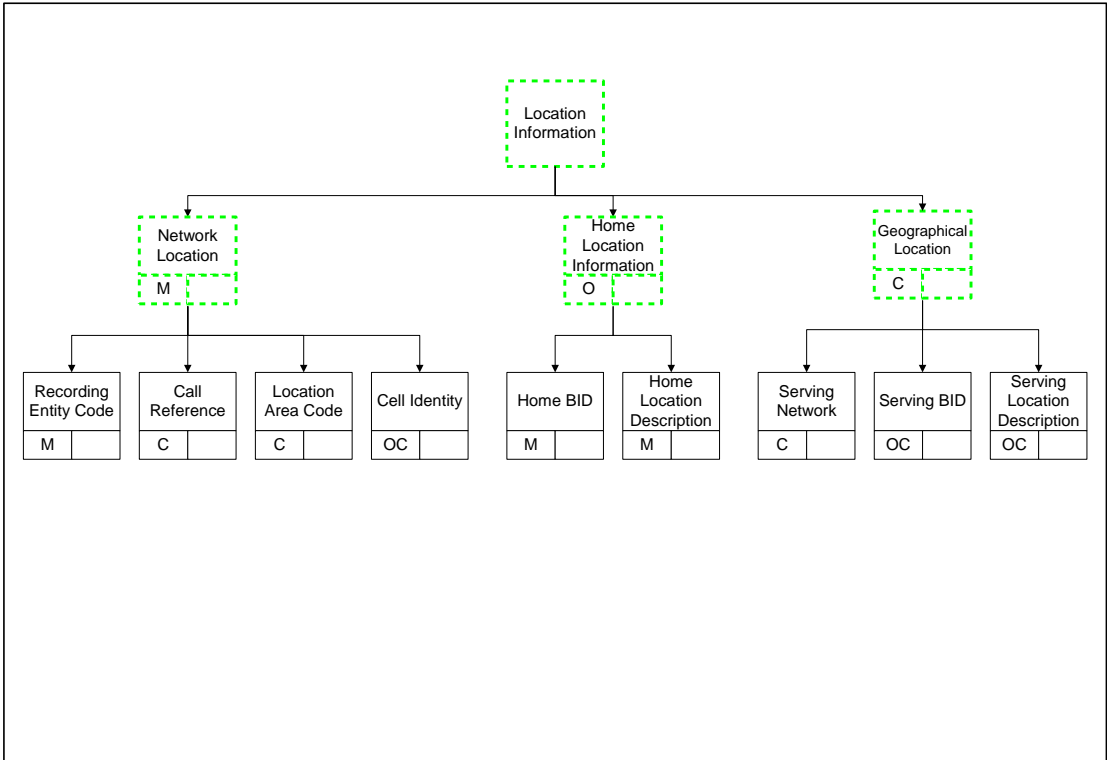 Location
Information
Network
Location
M
Home
Location
Information
O
Geographical
Location
C
Recording
Entity Code
M
Call
Reference
C
Location
Area Code
C
Cell Identity
OC
Home BID
M
Home
Location
Description
M
Serving
Network
C
Serving BID
OC
Serving
Location
Description
OC